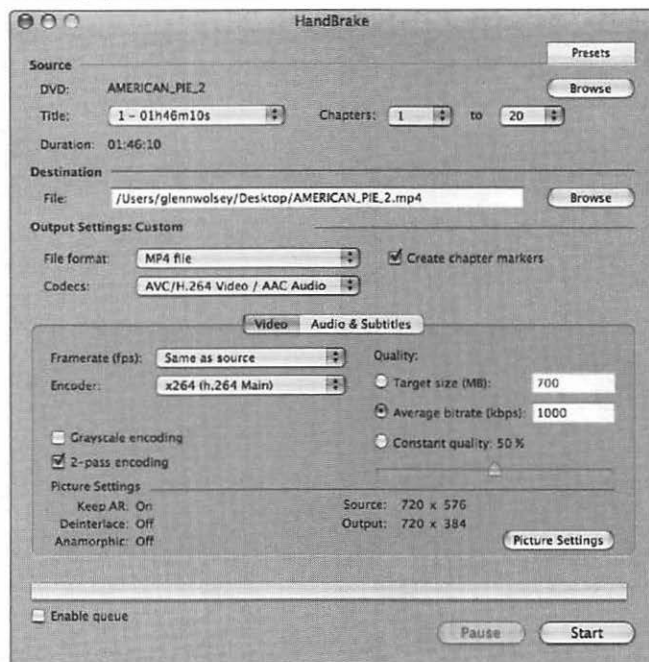 HandBrake
Presets
Source
DVD: AMERICAN_PIE_2 Browse
Title: 1 - 01h46m10s Chapters: 1 to 20
Duration: 01:46:10
Destination
File: /Users/glennwolsey/Desktop/AMERICAN_PIE_2.mp4 Browse
Output Settings: Custom
File format: MP4 file Create chapter markers
Codecs: AVC/H.264 Video / AAC Audio
Video Audio & Subtitles
Framerate (fps): Same as source Quality:
Encoder: x264 (h.264 Main) Target size (MB): 700
Average bitrate (kbps): 1000
Grayscale encoding Constant quality: 50 %
2-pass encoding
Picture Settings
Keep AR: On Source: 720 x 576
Deinterlace: Off Output: 720 x 384
Anamorphic: Off Picture Settings
Enable queue
Pause Start